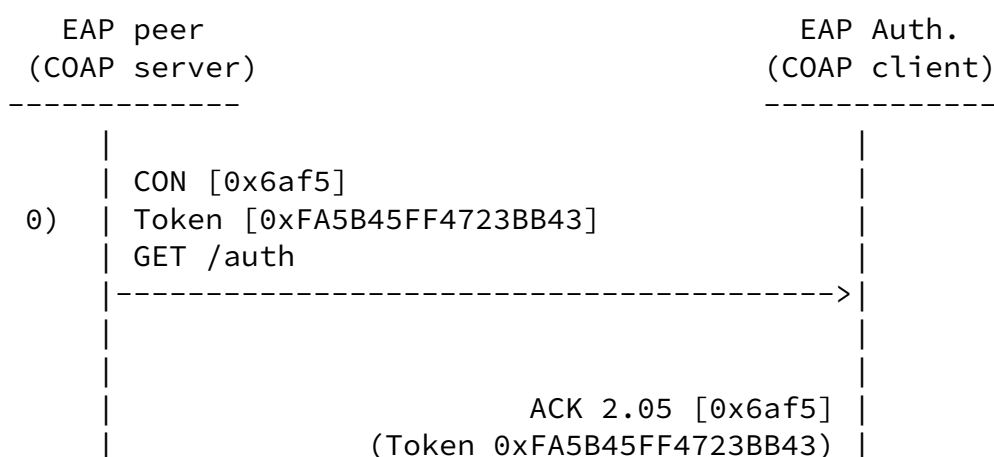 EAP peer EAP Auth.
(COAP server) (COAP client)
------------- -------------
| |
| CON [0x6af5] |
0) | Token [0xFA5B45FF4723BB43] |
| GET /auth |
|---------------------------------------->|
| |
| |
| ACK 2.05 [0x6af5] |
| (Token 0xFA5B45FF4723BB43) |